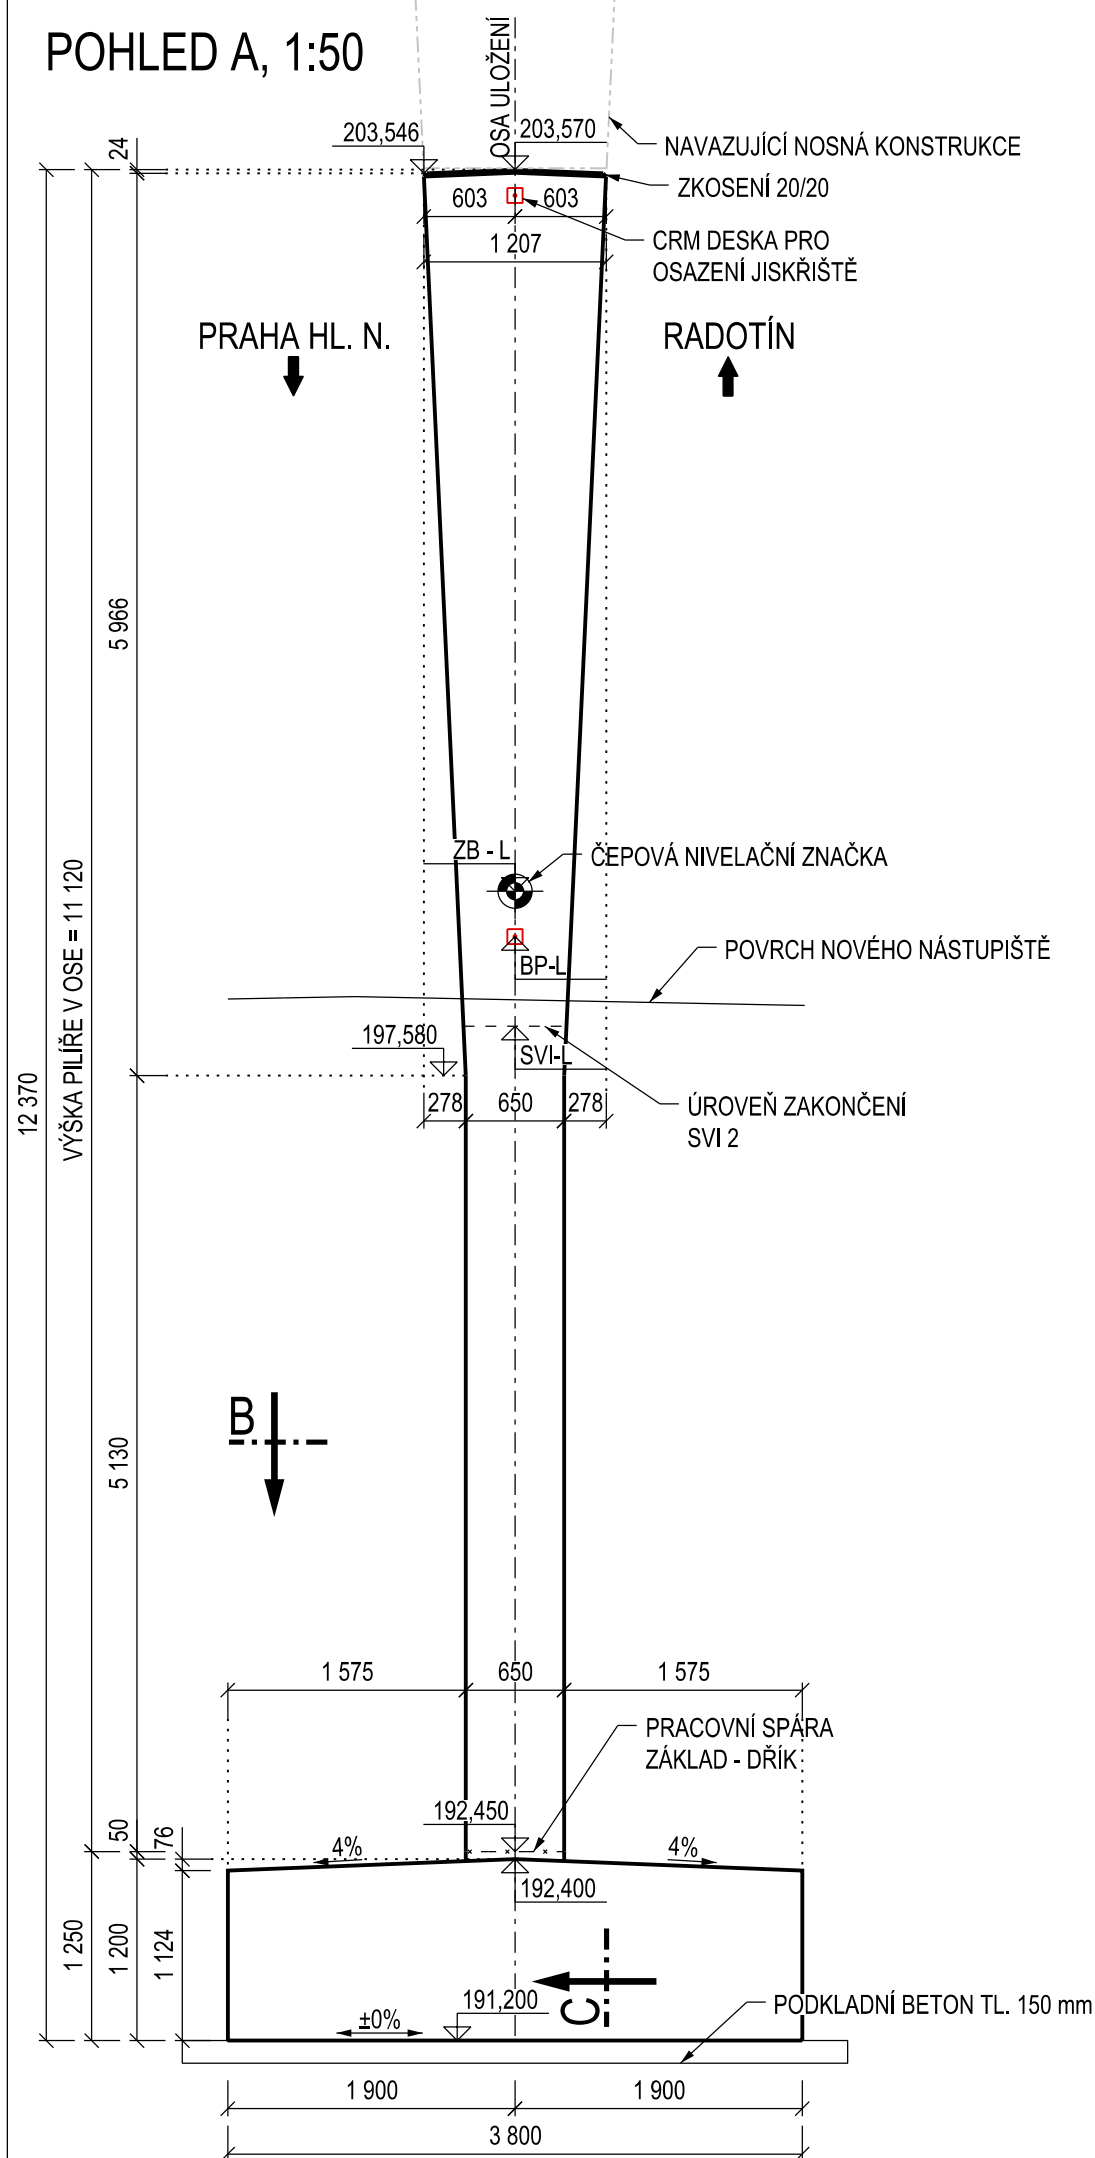 POHLED A, 1:50
OSA ULOŽENÍ
203,546
203,570
NAVAZUJÍCÍ NOSNÁ KONSTRUKCE
ZKOSENÍ 20/20
24
603
603
CRM DESKA PRO
OSAZENÍ JISKŘIŠTĚ
1 207
PRAHA HL. N.
RADOTÍN
5 966
ZB - L
ČEPOVÁ NIVELAČNÍ ZNAČKA
POVRCH NOVÉHO NÁSTUPIŠTĚ
BP-L
VÝŠKA PILÍŘE V OSE = 11 120
12 370
197,580
SVI-L
278
650
278
ÚROVEŇ ZAKONČENÍ
SVI 2
B
5 130
1 575
650
1 575
PRACOVNÍ SPÁRA
ZÁKLAD - DŘÍK
192,450
50
76
4%
4%
192,400
1 250
1 200
1 124
C
191,200
±0%
PODKLADNÍ BETON TL. 150 mm
1 900
1 900
3 800